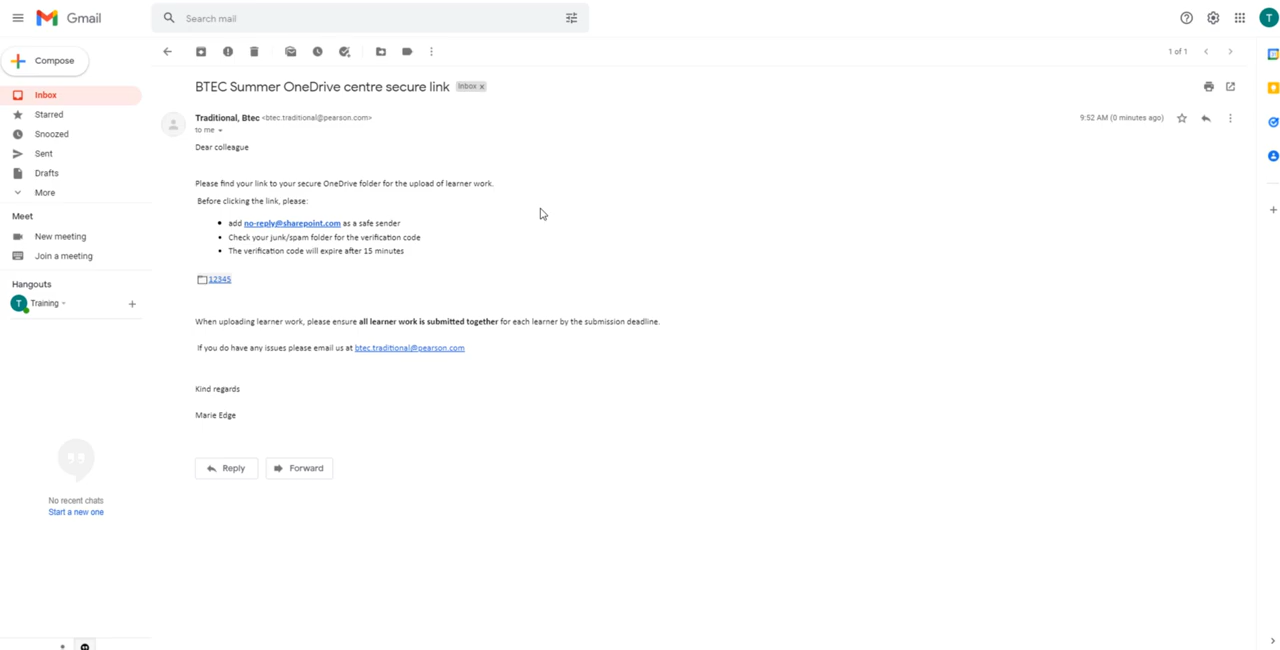 Gmail
Search mail
T
Compose
1 of 1
Inbox
Starred
Snoozed
Sent
Drafts
More
Meet
New meeting
Join a meeting
Hangouts
T Training
No recent chats
Start a new one
BTEC Summer OneDrive centre secure link Inbox x
Traditional, Btec <btec.traditional@pearson.com>
9:52 AM (0 minutes ago)
to me
Dear colleague
Please find your link to your secure OneDrive folder for the upload of learner work.
Before clicking the link, please:
• add no-reply@sharepoint.com as a safe sender
• Check your junk/spam folder for the verification code
• The verification code will expire after 15 minutes
12345
When uploading learner work, please ensure all learner work is submitted together for each learner by the submission deadline.
If you do have any issues please email us at btec.traditional@pearson.com
Kind regards
Marie Edge
Reply
Forward